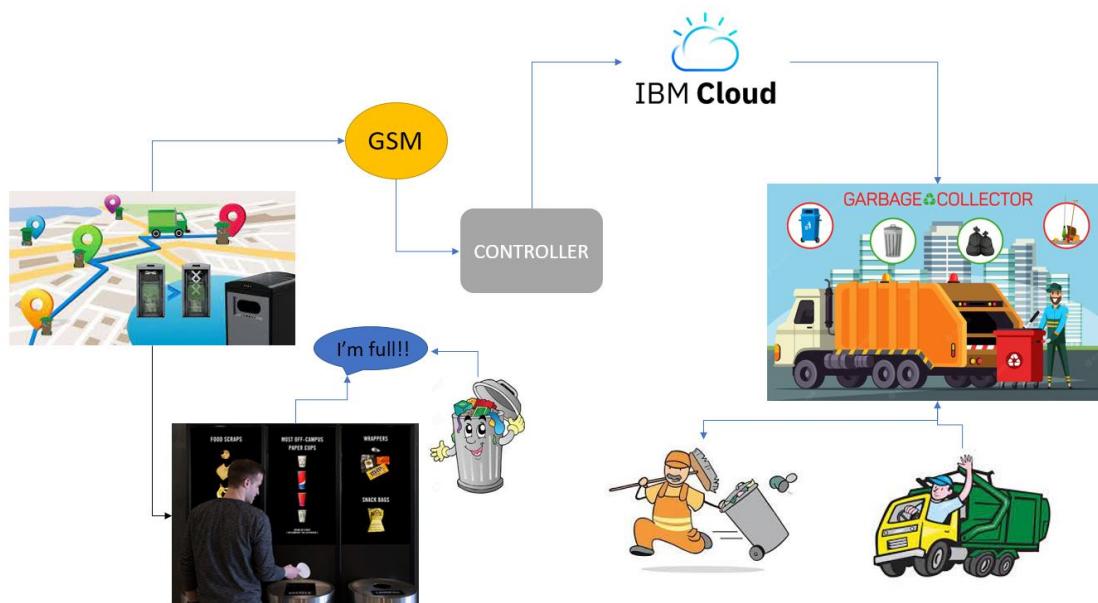 IBM Cloud
GSM
CONTROLLER
GARBAGE COLLECTOR
I'm full!!
FOOD SCRAPS
MOST OFF-CAMPUS
PAPER CUPS
WRAPPERS
SNACK BAGS